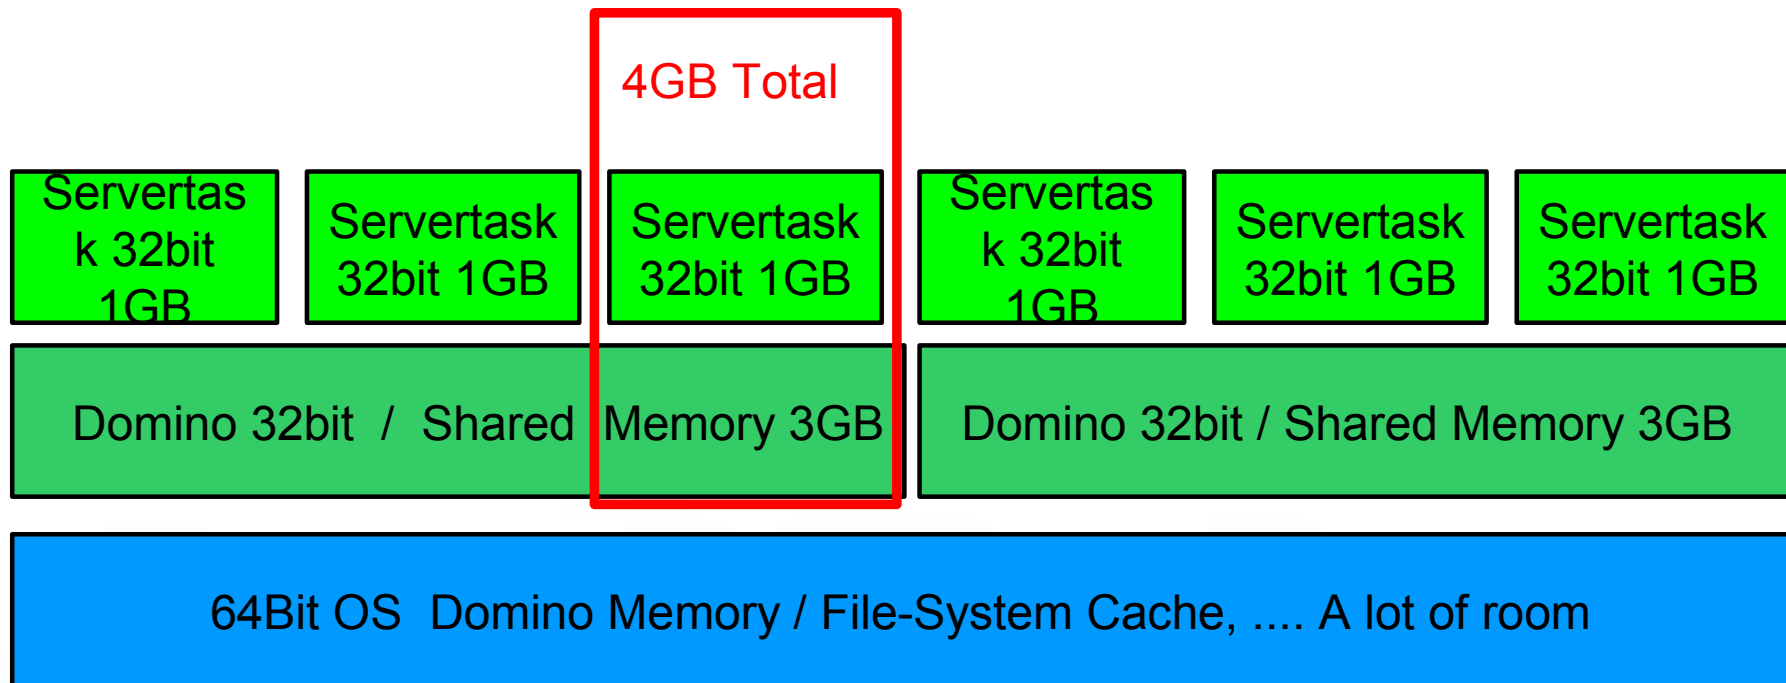 4GB Total
Servertas
k 32bit
1GB
Servertask
32bit 1GB
Servertask
32bit 1GB
Servertas
k 32bit
1GB
Servertask
32bit 1GB
Servertask
32bit 1GB
Domino 32bit / Shared Memory 3GB
Domino 32bit / Shared Memory 3GB
64Bit OS Domino Memory / File-System Cache, .... A lot of room